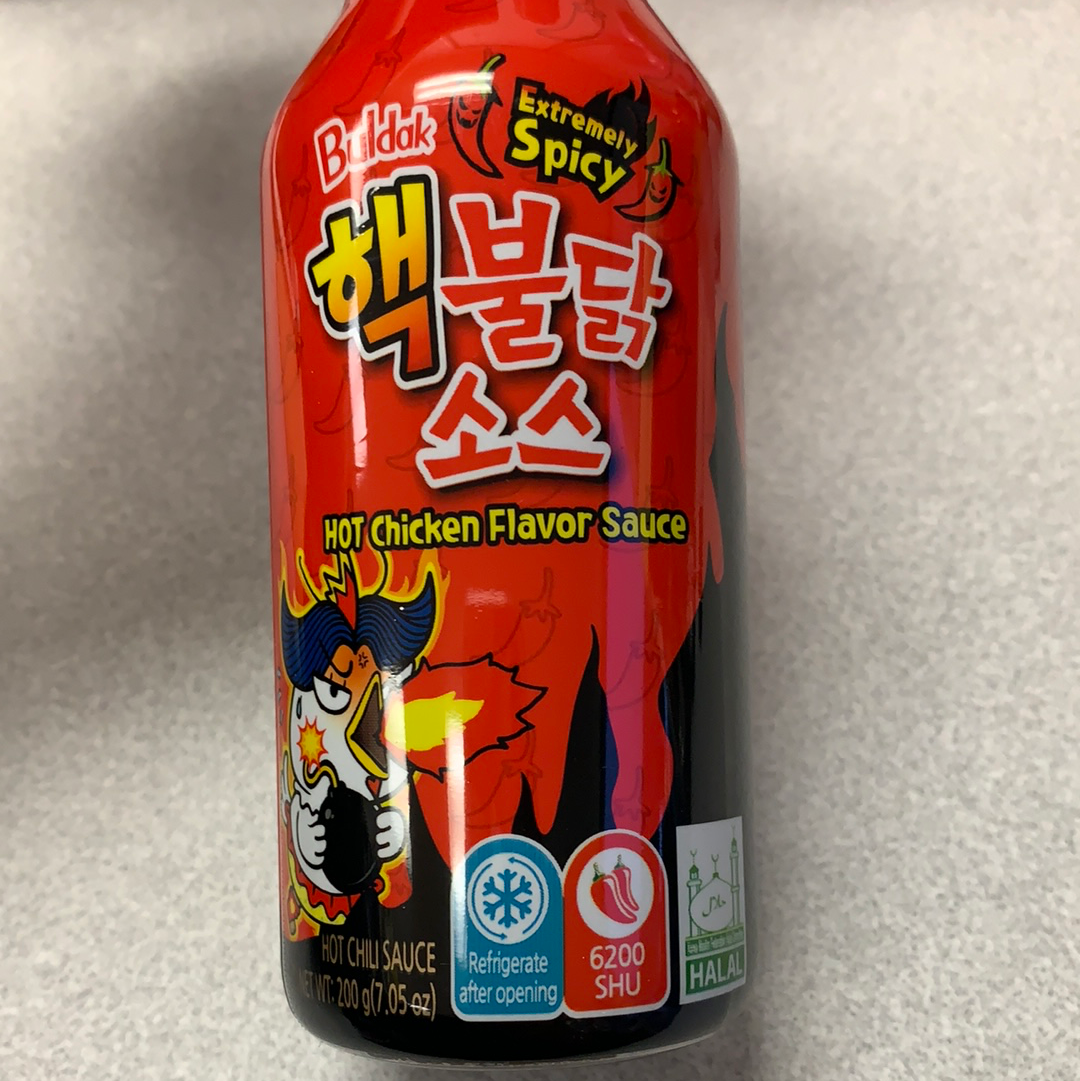 Buldak
Extremely
Spicy
핵불닭
소스
HOT Chicken Flavor Sauce
HOT CHILI SAUCE
NET WT: 200 g(7.05 oz)
Refrigerate
after opening
6200
SHU
حلال
HALAL